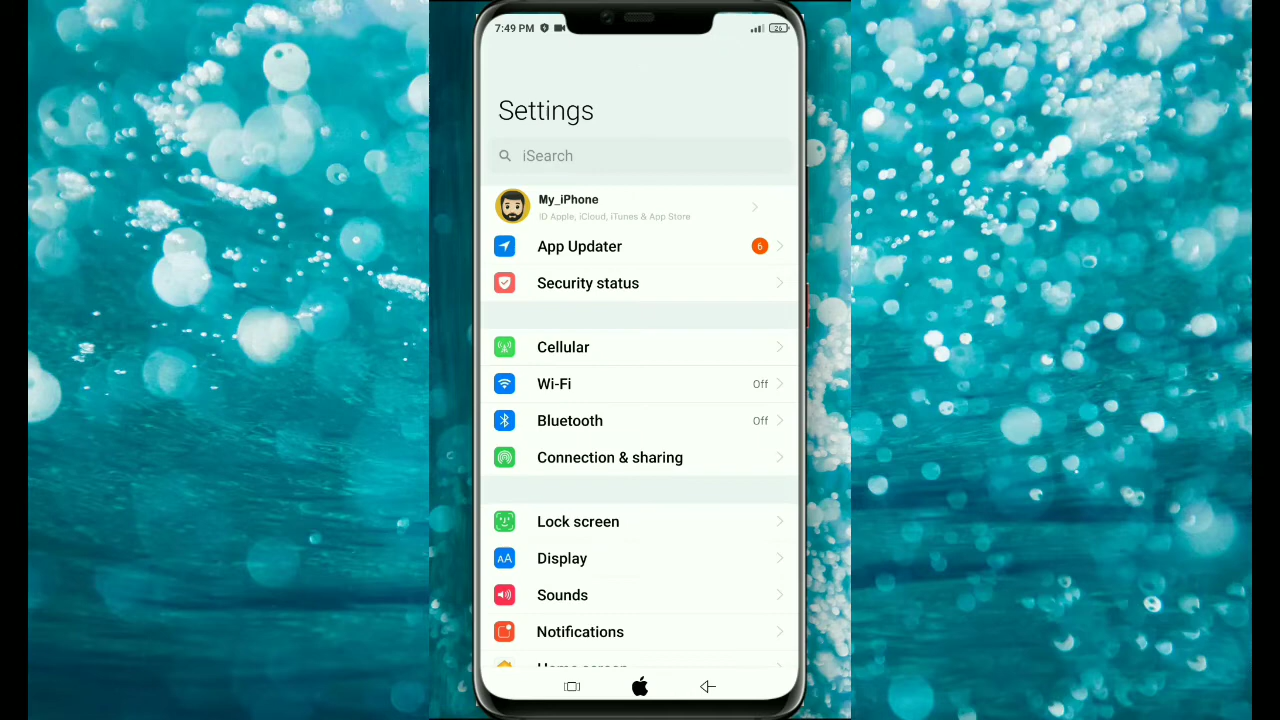 7:49 PM
26
Settings
iSearch
My_iPhone
ID Apple, iCloud, iTunes & App Store
App Updater
6
Security status
Cellular
Wi-Fi
Off
Bluetooth
Off
Connection & sharing
Lock screen
Display
Sounds
Notifications
Home screen